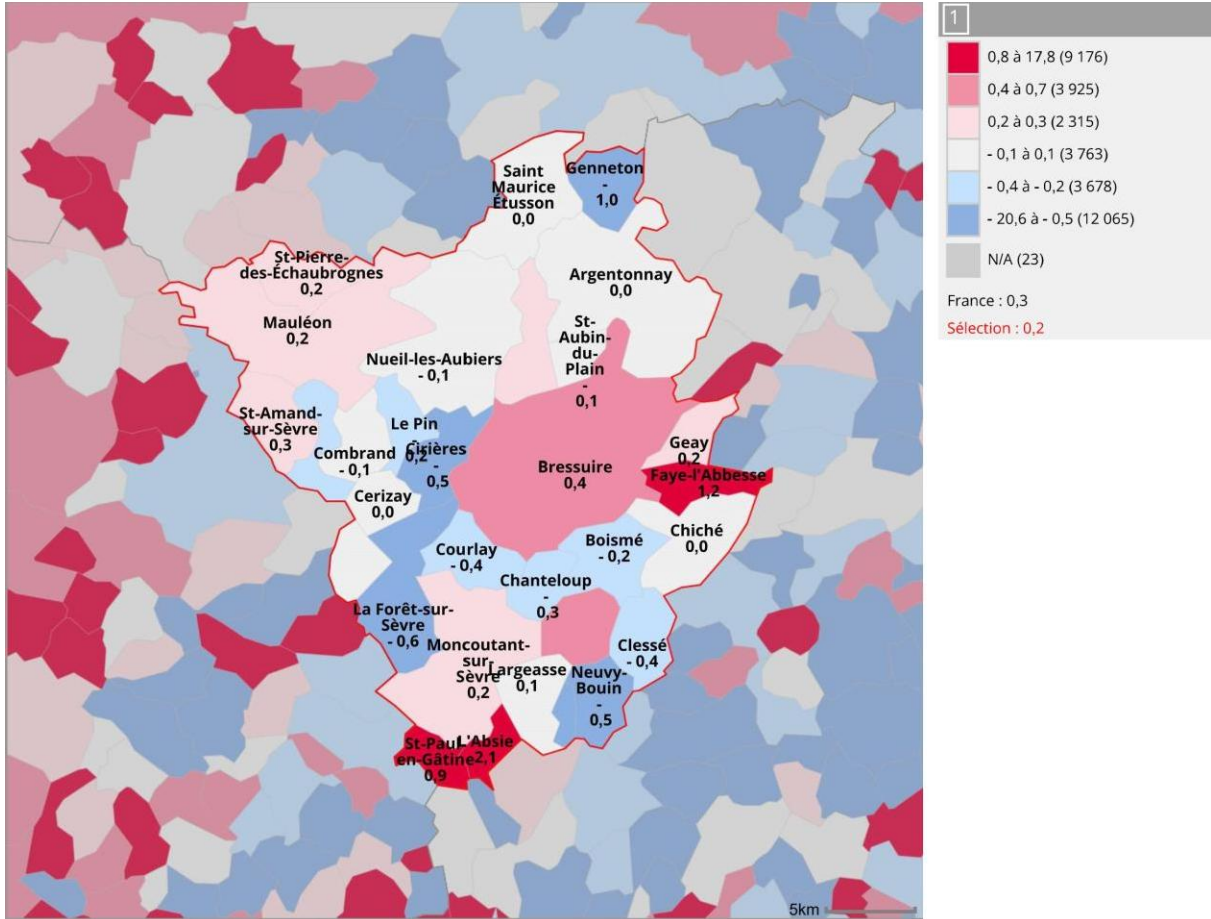 Saint
Maurice
Étusson
0,0
Genneton
-
1,0
St-Pierre-
des-Échaubrognes
0,2
Argentonnay
0,0
Mauléon
0,2
St-
Aubin-
du-
Plain
-
0,1
Nueil-les-Aubiers
- 0,1
St-Amand-
sur-Sèvre
0,3
Le Pin
-
0,2
Cirières
-
0,5
Combrand
- 0,1
Geay
0,2
Bressuire
0,4
Faye-l'Abbesse
1,2
Cerizay
0,0
Chiché
0,0
Boismé
- 0,2
Courlay
- 0,4
Chanteloup
-
0,3
La Forêt-sur-
Sèvre
- 0,6
Moncoutant-
sur-
Sèvre
0,2
Clessé
- 0,4
Largeasse
0,1
Neuvy-
Bouin
-
0,5
St-Paul-
en-Gâtine
0,9
L'Absie
2,1
5km
1
0,8 à 17,8 (9 176)
0,4 à 0,7 (3 925)
0,2 à 0,3 (2 315)
- 0,1 à 0,1 (3 763)
- 0,4 à - 0,2 (3 678)
- 20,6 à - 0,5 (12 065)
N/A (23)
France : 0,3
Sélection : 0,2